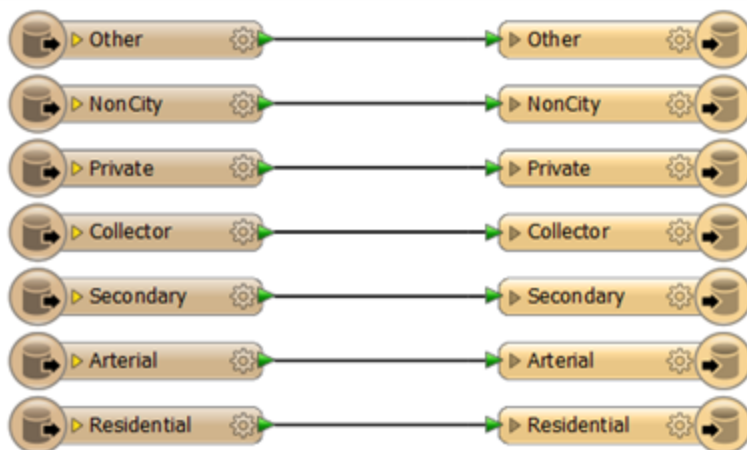 Other Other
NonCity NonCity
Private Private
Collector Collector
Secondary Secondary
Arterial Arterial
Residential Residential